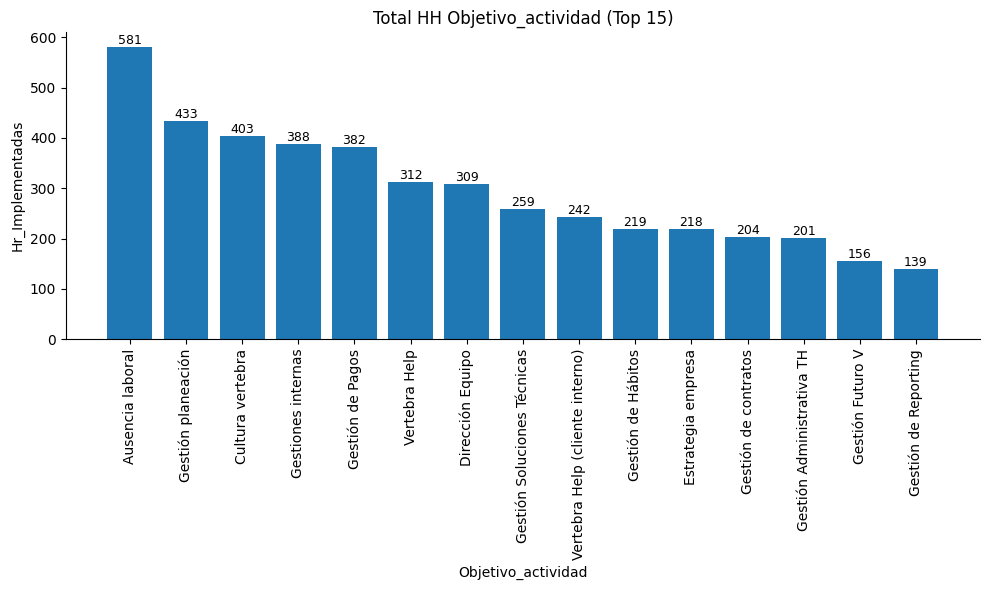 Total HH Objetivo_actividad (Top 15)
Hr_Implementadas
600
500
400
300
200
100
0
581
433
403
388
382
312
309
259
242
219
218
204
201
156
139
Ausencia laboral
Gestión planeación
Cultura vertebra
Gestiones internas
Gestión de Pagos
Vertebra Help
Dirección Equipo
Gestión Soluciones Técnicas
Vertebra Help (cliente interno)
Gestión de Hábitos
Estrategia empresa
Gestión de contratos
Gestión Administrativa TH
Gestión Futuro V
Gestión de Reporting
Objetivo_actividad